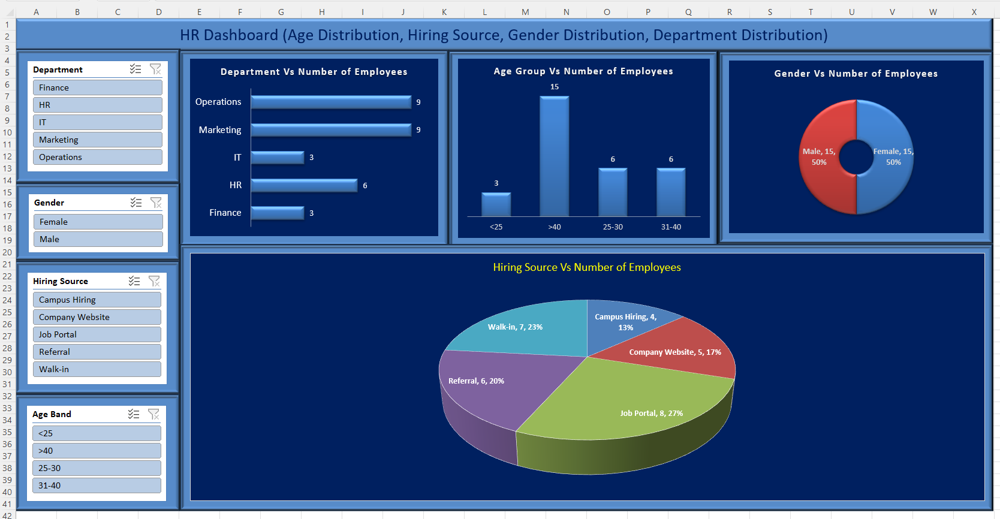 A B C D E F G H I J K L M N O P Q R S T U V W X
1
2
3
4
5
6
7
8
9
10
11
12
13
14
15
16
17
18
19
20
21
22
23
24
25
26
27
28
29
30
31
32
33
34
35
36
37
38
39
40
41
42
HR Dashboard (Age Distribution, Hiring Source, Gender Distribution, Department Distribution)
Department
Finance
HR
IT
Marketing
Operations
Gender
Female
Male
Hiring Source
Campus Hiring
Company Website
Job Portal
Referral
Walk-in
Age Band
<25
>40
25-30
31-40
Department Vs Number of Employees
Operations 9
Marketing 9
IT 3
HR 6
Finance 3
Age Group Vs Number of Employees
15
6 6
3
<25 >40 25-30 31-40
Gender Vs Number of Employees
Male, 15,
50%
Female, 15,
50%
Hiring Source Vs Number of Employees
Campus Hiring, 4,
13%
Walk-in, 7, 23%
Company Website, 5, 17%
Referral, 6, 20%
Job Portal, 8, 27%